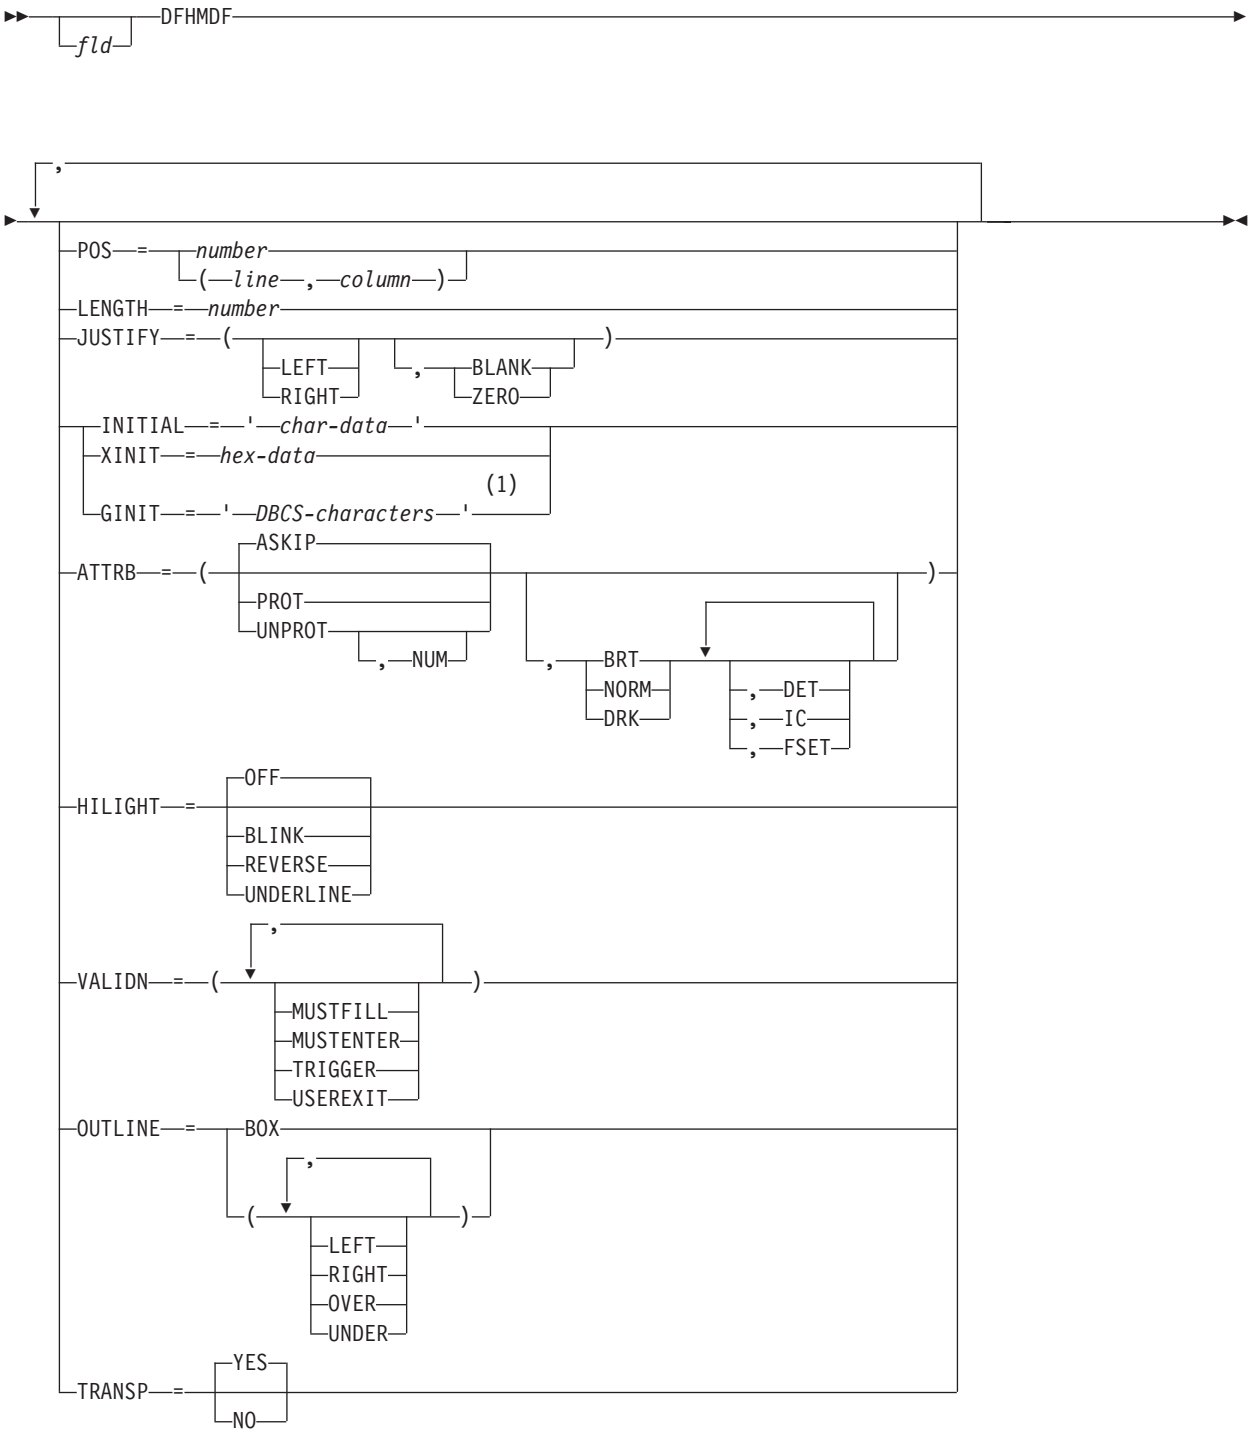 DFHMDF
fld
,
POS = number
( line , column )
LENGTH = number
JUSTIFY = ( )
LEFT , BLANK
RIGHT ZERO
INITIAL = ' char-data '
XINIT = hex-data
(1)
GINIT = ' DBCS-characters '
ASKIP
ATTRB = ( )
PROT
UNPROT
, NUM , BRT
NORM , DET
DRK , IC
, FSET
OFF
HILIGHT =
BLINK
REVERSE
UNDERLINE
,
VALIDN = ( )
MUSTFILL
MUSTENTER
TRIGGER
USEREXIT
OUTLINE = BOX
,
( )
LEFT
RIGHT
OVER
UNDER
YES
TRANSP =
NO